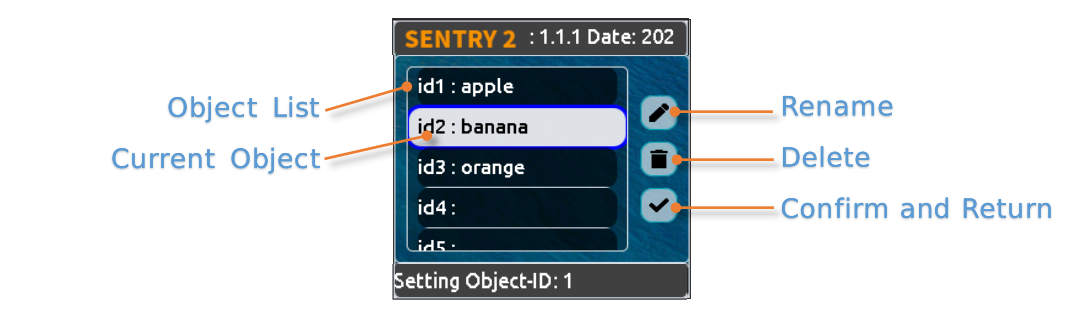 SENTRY 2 : 1.1.1 Date: 202
Object List
id1 : apple
Rename
Current Object
id2 : banana
Delete
id3 : orange
Confirm and Return
id4 :
id5 :
Setting Object-ID: 1